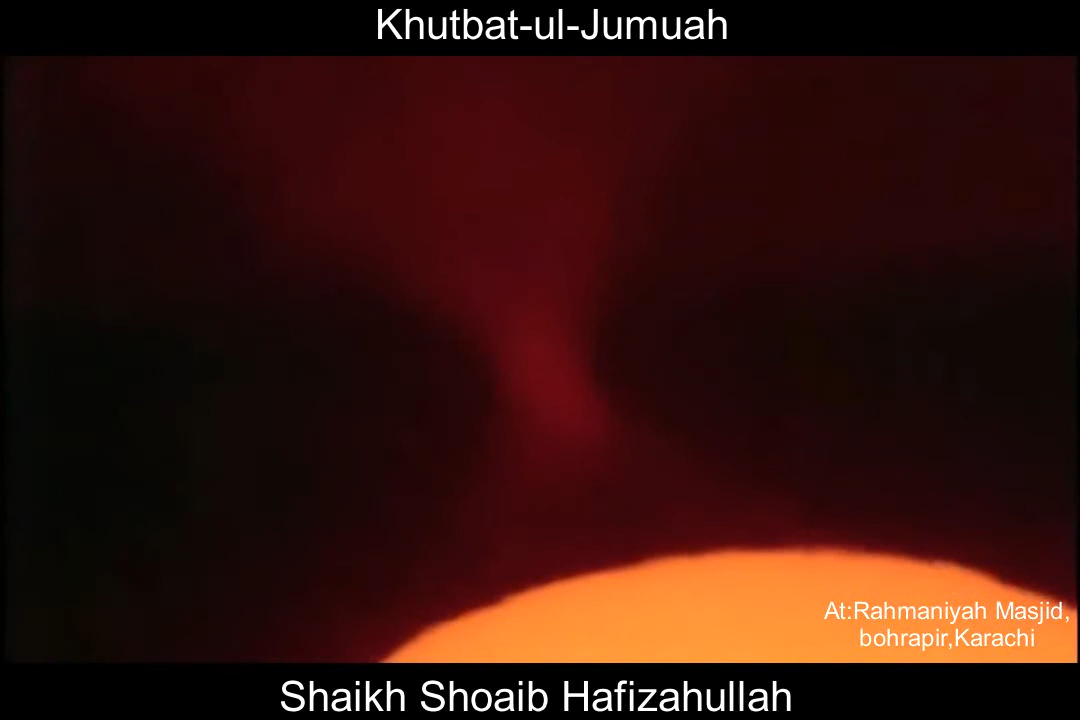 Khutbat-ul-Jumuah
At:Rahmaniyah Masjid,
bohrapir,Karachi
Shaikh Shoaib Hafizahullah